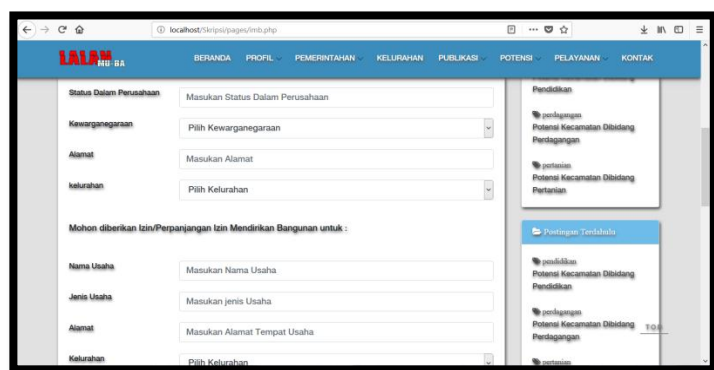 localhost/Skripsi/pages/imb.php
LALAN
MU BA
BERANDA PROFIL PEMERINTAHAN KELURAHAN PUBLIKASI POTENSI PELAYANAN KONTAK
Status Dalam Perusahaan
Masukan Status Dalam Perusahaan
Kewarganegaraan
Pilih Kewarganegaraan
Alamat
Masukan Alamat
kelurahan
Pilih Kelurahan
Mohon diberikan Izin/Perpanjangan Izin Mendirikan Bangunan untuk :
Nama Usaha
Masukan Nama Usaha
Jenis Usaha
Masukan jenis Usaha
Alamat
Masukan Alamat Tempat Usaha
Kelurahan
Pilih Kelurahan
Pendidikan
perdagangan
Potensi Kecamatan Dibidang
Perdagangan
pertanian
Potensi Kecamatan Dibidang
Pertanian
Postingan Terdahulu
pendidikan
Potensi Kecamatan Dibidang
Pendidikan
perdagangan
Potensi Kecamatan Dibidang
Perdagangan
pertanian